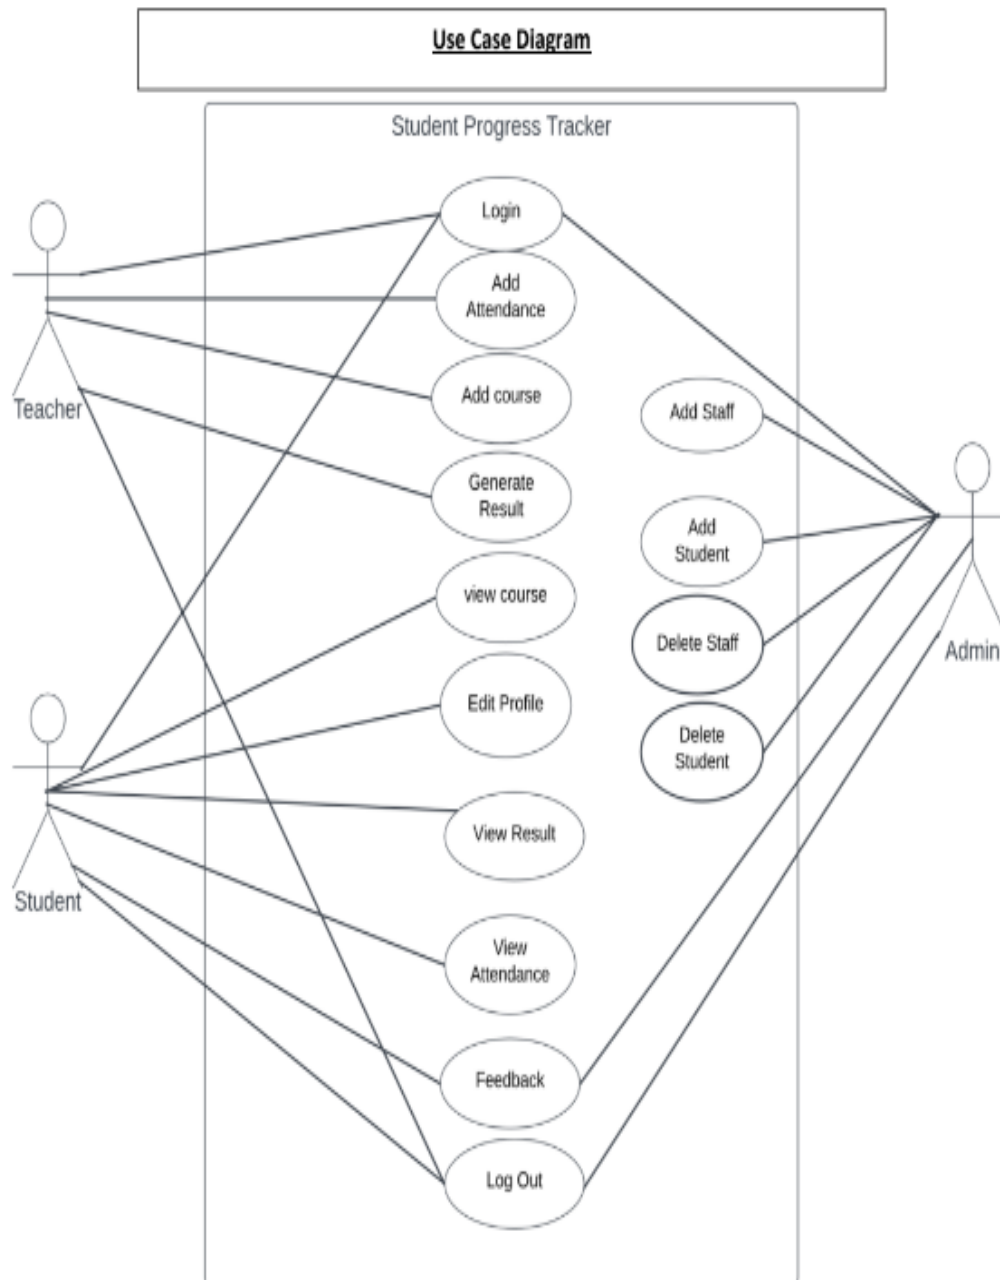 Use Case Diagram
Student Progress Tracker
Login
Add
Attendance
Add course
Generate
Result
view course
Edit Profile
View Result
View
Attendance
Feedback
Log Out
Add Staff
Add
Student
Delete Staff
Delete
Student
Teacher
Student
Admin